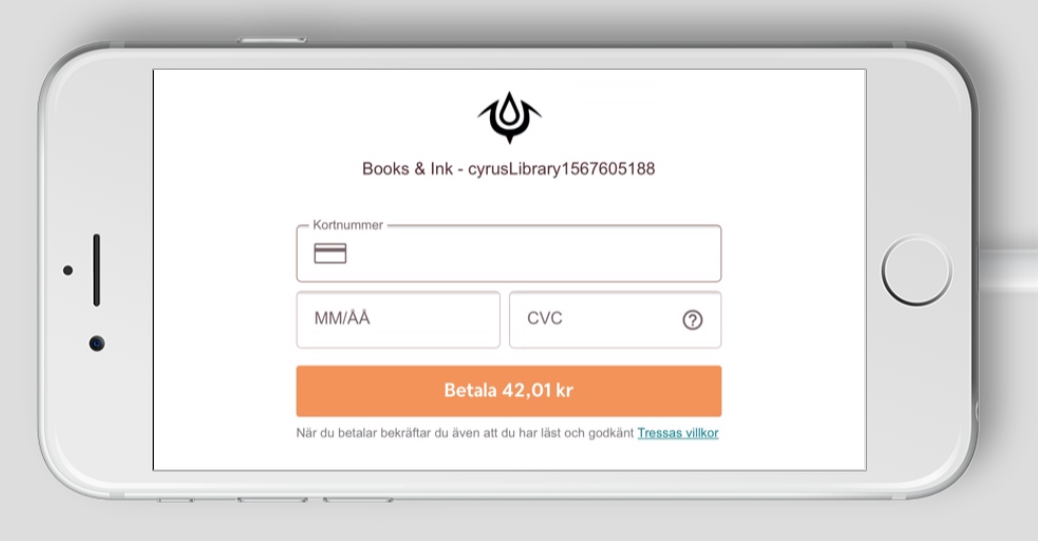 Books & Ink - cyrusLibrary1567605188
Kortnummer
MM/ÅÅ
CVC
Betala 42,01 kr
När du betalar bekräftar du även att du har läst och godkänt Tressas villkor